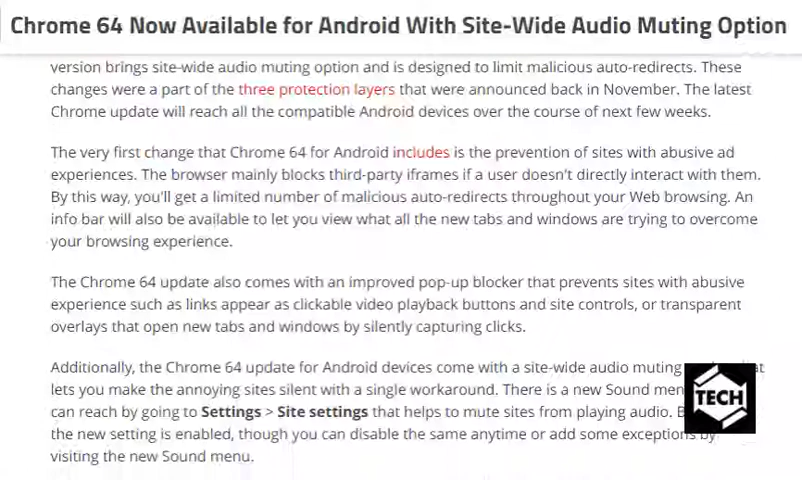 Chrome 64 Now Available for Android With Site-Wide Audio Muting Option
version brings site-wide audio muting option and is designed to limit malicious auto-redirects. These
changes were a part of the three protection layers that were announced back in November. The latest
Chrome update will reach all the compatible Android devices over the course of next few weeks.
The very first change that Chrome 64 for Android includes is the prevention of sites with abusive ad
experiences. The browser mainly blocks third-party iframes if a user doesn't directly interact with them.
By this way, you'll get a limited number of malicious auto-redirects throughout your Web browsing. An
info bar will also be available to let you view what all the new tabs and windows are trying to overcome
your browsing experience.
The Chrome 64 update also comes with an improved pop-up blocker that prevents sites with abusive
experience such as links appear as clickable video playback buttons and site controls, or transparent
overlays that open new tabs and windows by silently capturing clicks.
Additionally, the Chrome 64 update for Android devices come with a site-wide audio muting
lets you make the annoying sites silent with a single workaround. There is a new Sound
can reach by going to Settings > Site settings that helps to mute sites from playing audio.
the new setting is enabled, though you can disable the same anytime or add some exceptions by
visiting the new Sound menu.
TECH